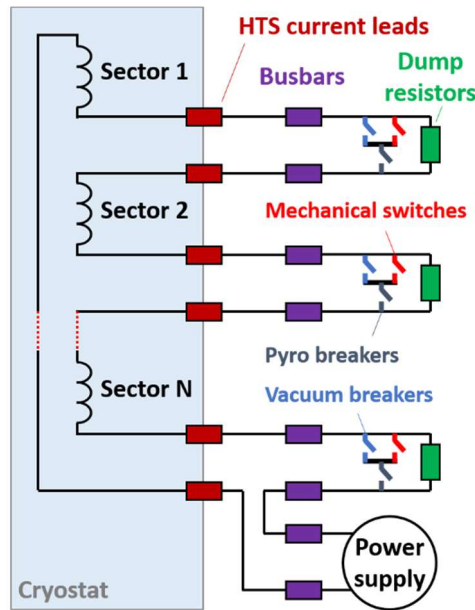 HTS current leads
Sector 1
Busbars
Dump
resistors
Sector 2
Mechanical switches
Pyro breakers
Sector N
Vacuum breakers
Power
supply
Cryostat